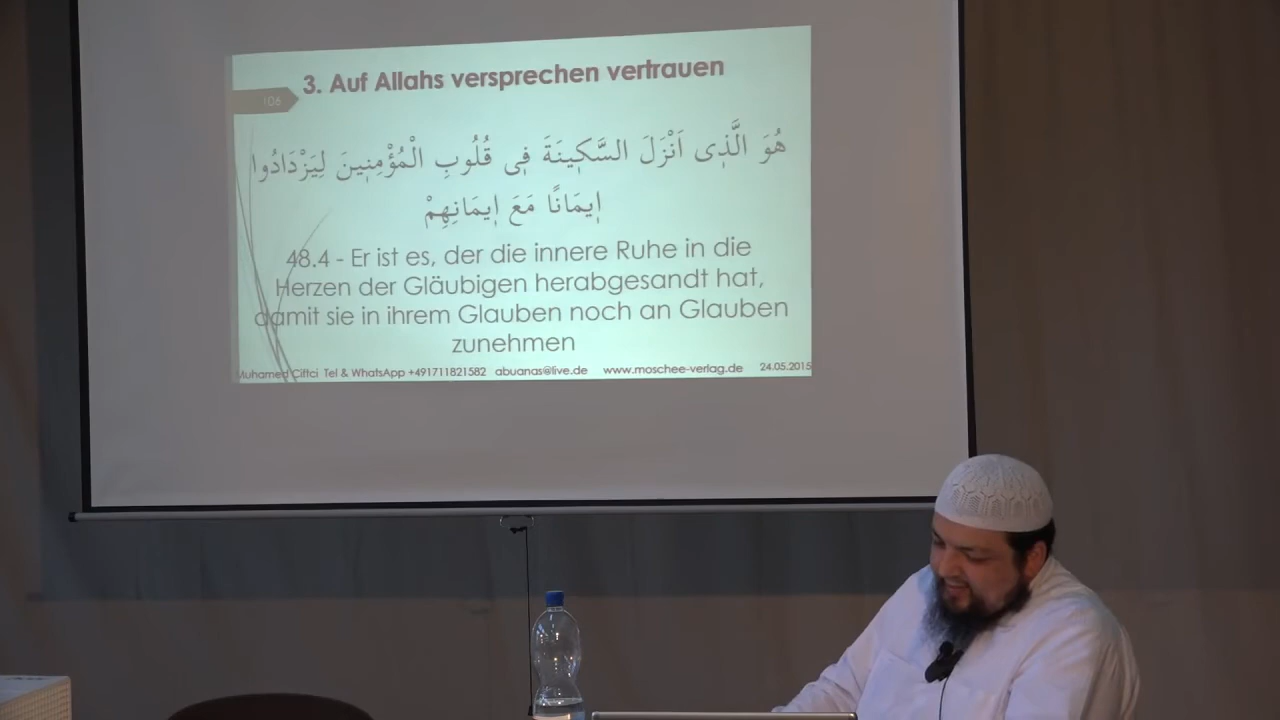 3. Auf Allahs versprechen vertrauen
106
هُوَ الَّذٖى اَنْزَلَ السَّكٖينَةَ فٖى قُلُوبِ الْمُؤْمِنٖينَ لِيَزْدَادُوا
اٖيمَانًا مَعَ اٖيمَانِهِمْ
48.4 - Er ist es, der die innere Ruhe in die
Herzen der Gläubigen herabgesandt hat,
damit sie in ihrem Glauben noch an Glauben
zunehmen
Muhamed Ciftci Tel & WhatsApp +491711821582 abuanas@live.de www.moschee-verlag.de 24.05.2015